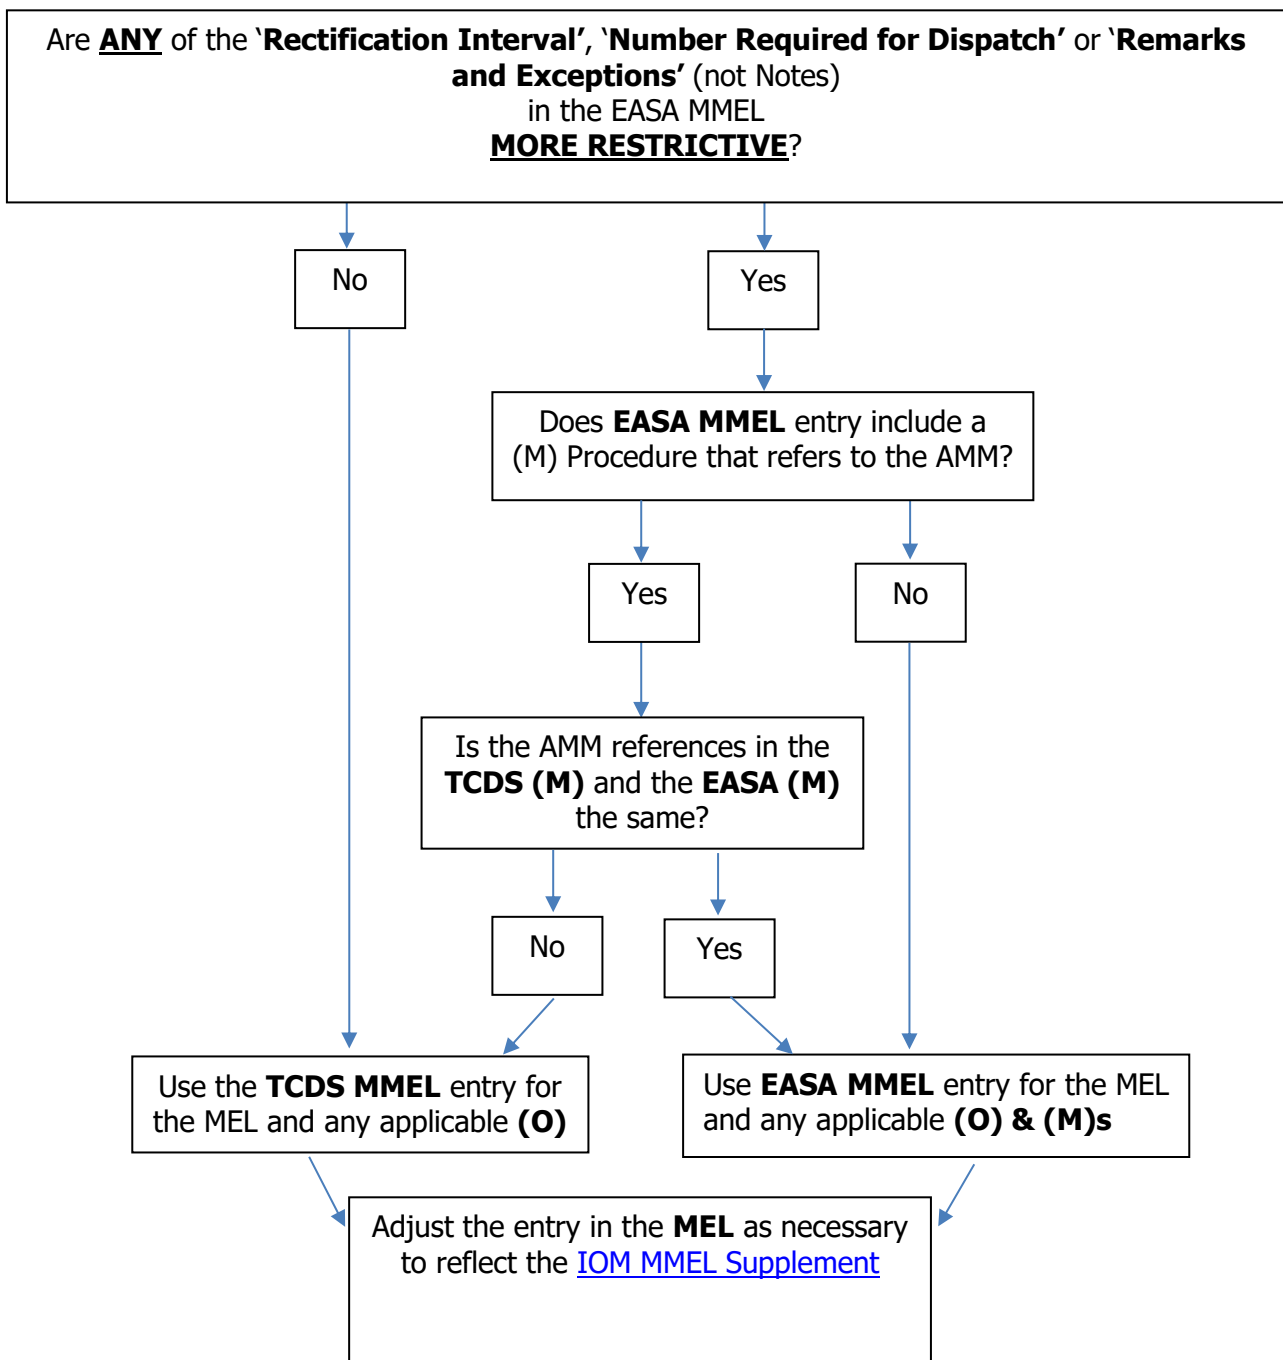 Are ANY of the ‘Rectification Interval’, ‘Number Required for Dispatch’ or ‘Remarks
and Exceptions’ (not Notes)
in the EASA MMEL
MORE RESTRICTIVE?
No
Yes
Does EASA MMEL entry include a
(M) Procedure that refers to the AMM?
Yes
No
Is the AMM references in the
TCDS (M) and the EASA (M)
the same?
No
Yes
Use the TCDS MMEL entry for
the MEL and any applicable (O)
Use EASA MMEL entry for the MEL
and any applicable (O) & (M)s
Adjust the entry in the MEL as necessary
to reflect the IOM MMEL Supplement